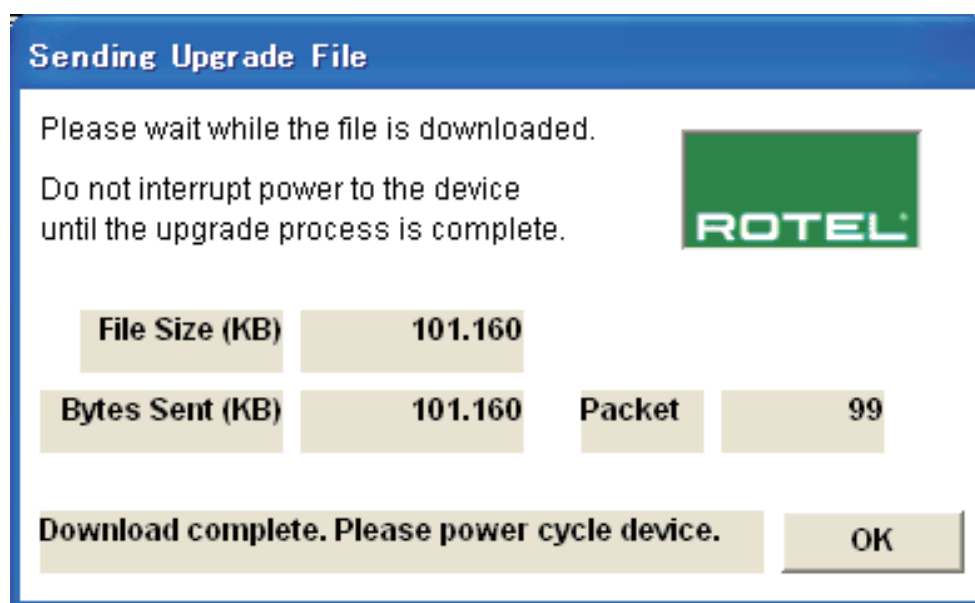 Sending Upgrade File
Please wait while the file is downloaded.
Do not interrupt power to the device
until the upgrade process is complete.
ROTEL
File Size (KB) 101.160
Bytes Sent (KB) 101.160 Packet 99
Download complete. Please power cycle device. OK